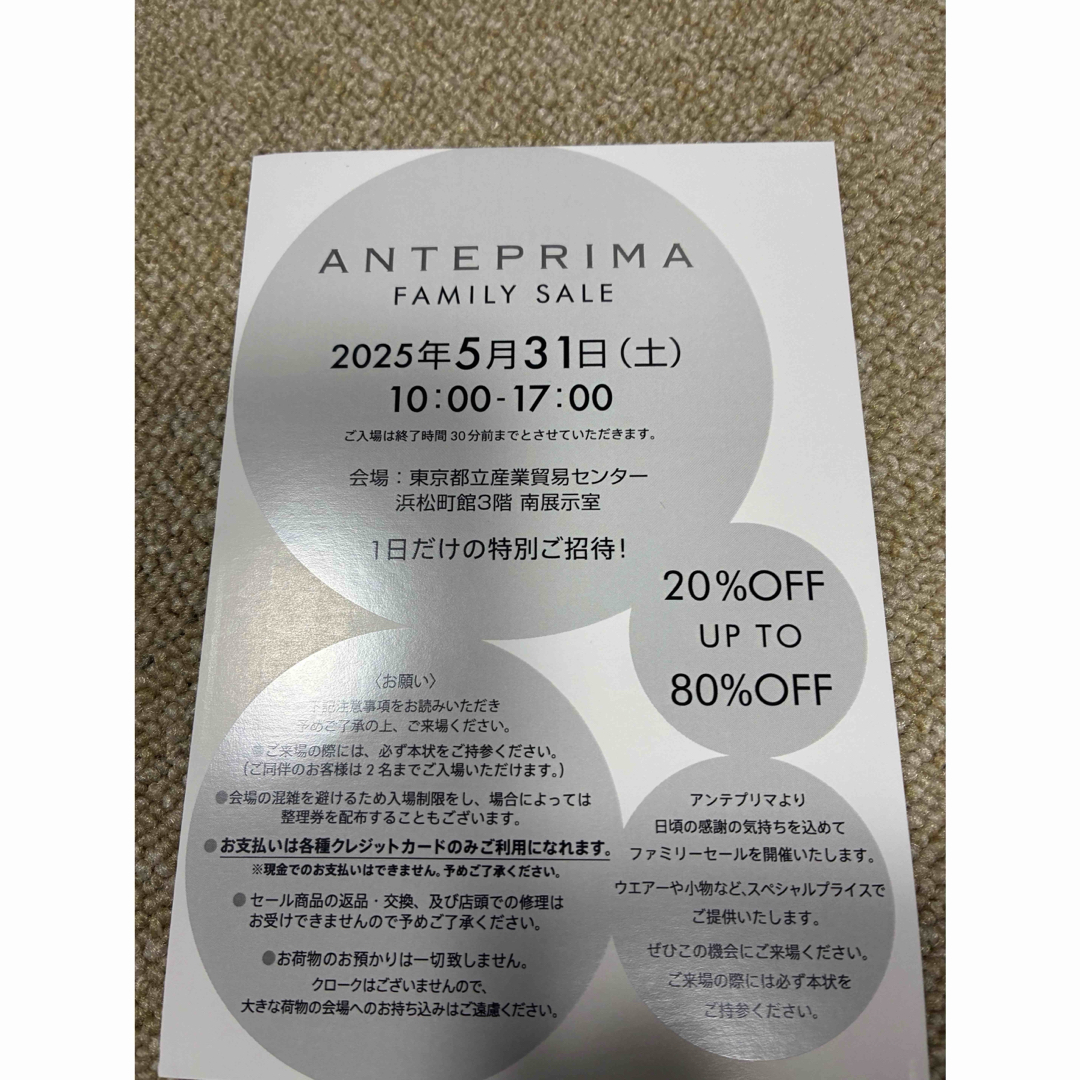 ANTEPRIMA
FAMILY SALE
2025年5月31日（土）
10：00-17：00
ご入場は終了時間30分前までとさせていただきます。
会場：東京都立産業貿易センター
浜松町館3階 南展示室
1日だけの特別ご招待！
20%OFF
UP TO
80%OFF
〈お願い〉
下記注意事項をお読みいただき
予めご了承の上、ご来場ください。
●ご来場の際には、必ず本状をご持参ください。
（ご同伴のお客様は2名までご入場いただけます。）
●会場の混雑を避けるため入場制限をし、場合によっては
整理券を配布することもございます。
●お支払いは各種クレジットカードのみご利用になれます。
※現金でのお支払いはできません。予めご了承ください。
●セール商品の返品・交換、及び店頭での修理は
お受けできませんので予めご了承ください。
●お荷物のお預かりは一切致しません。
クロークはございませんので、
大きな荷物の会場へのお持ち込みはご遠慮ください。
アンテプリマより
日頃の感謝の気持ちを込めて
ファミリーセールを開催いたします。
ウエアーや小物など、スペシャルプライスで
ご提供いたします。
ぜひこの機会にご来場ください。
ご来場の際には必ず本状を
ご持参ください。